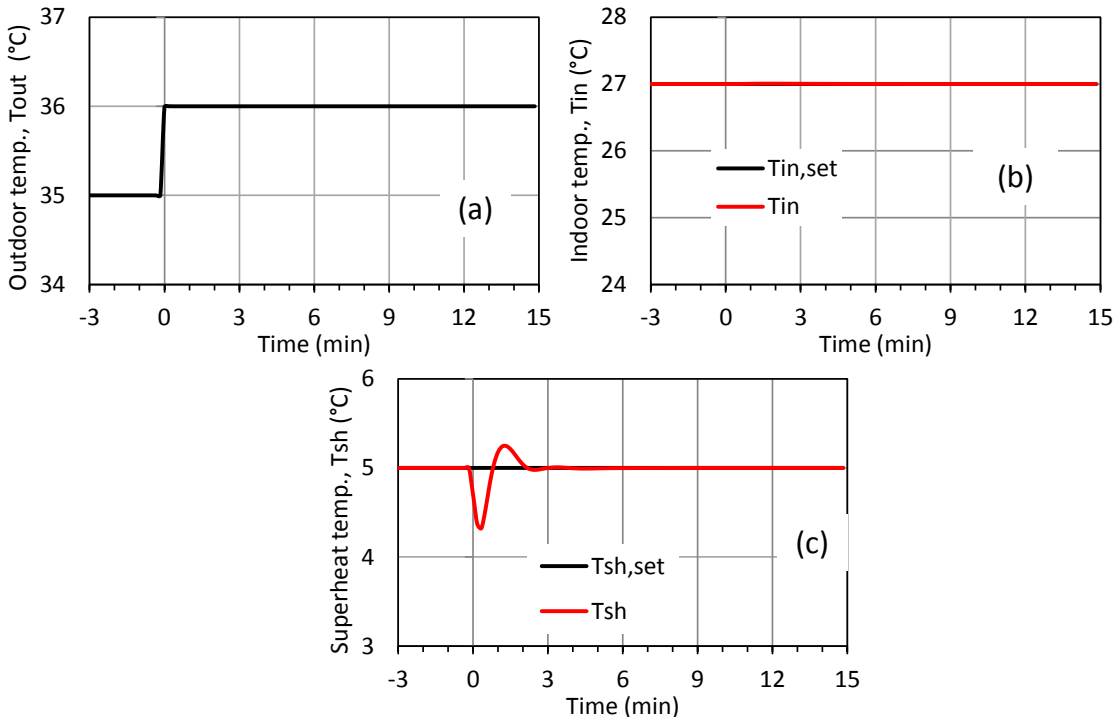 Outdoor temp., Tout (°C)
37
36
35
34
-3 0 3 6 9 12 15
Time (min)
(a)
Indoor temp., Tin (°C)
28
27
26
25
24
Tin,set
Tin
(b)
-3 0 3 6 9 12 15
Time (min)
Superheat temp., Tsh (°C)
6
5
4
3
Tsh,set
Tsh
(c)
-3 0 3 6 9 12 15
Time (min)